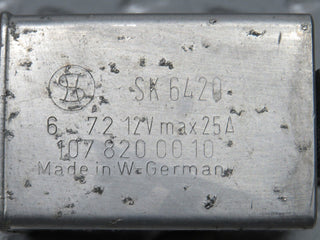 SK 6420
6 - 72 12V max 25A
107 820 00 10
Made in W. Germany